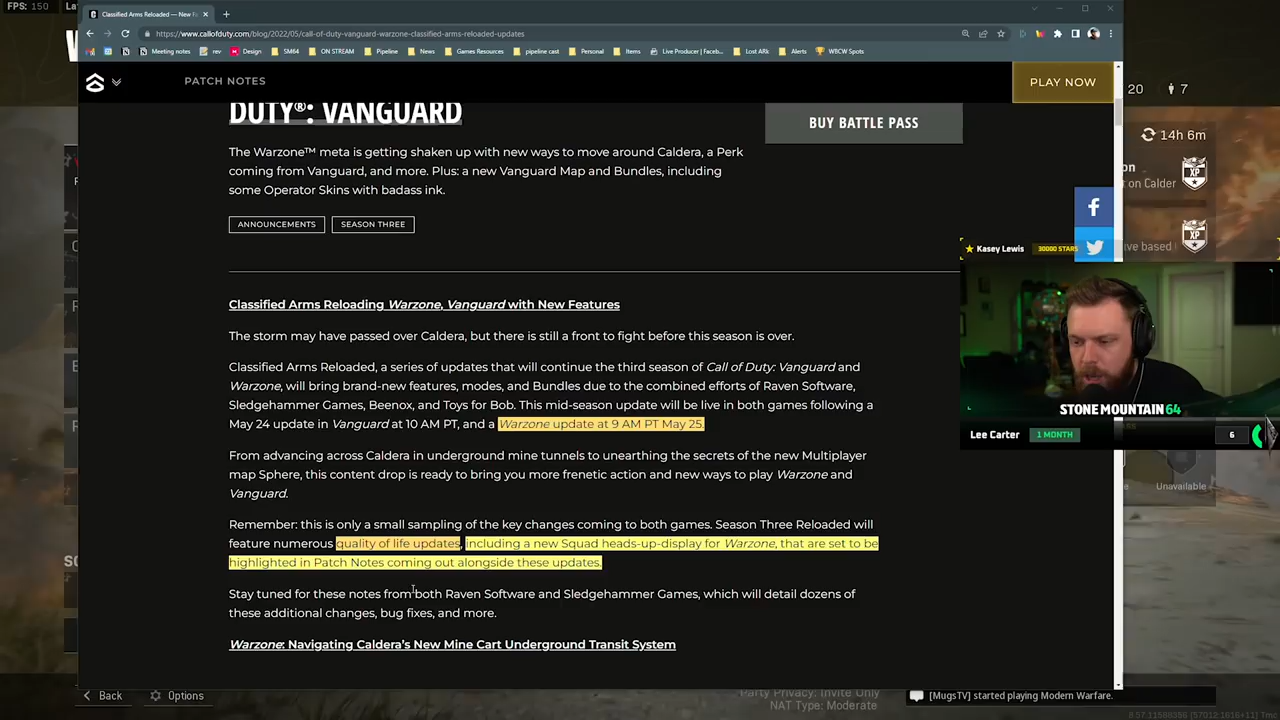 FPS: 150
Classified Arms Reloaded — New F
https://www.callofduty.com/blog/2022/05/call-of-duty-vanguard-warzone-classified-arms-reloaded-updates
Meeting notes
rev
Design
SM64
ON STREAM
Pipeline
News
Games Resources
pipeline cast
Personal
Items
Live Producer | Faceb...
Lost ARk
Alerts
WBCW Spots
PATCH NOTES
PLAY NOW
20
7
DUTY®: VANGUARD
BUY BATTLE PASS
14h 6m
The Warzone™ meta is getting shaken up with new ways to move around Caldera, a Perk
coming from Vanguard, and more. Plus: a new Vanguard Map and Bundles, including
some Operator Skins with badass ink.
on
t on Calder
XP
ANNOUNCEMENTS
SEASON THREE
XP
Kasey Lewis
30000 STARS
ive based
Classified Arms Reloading Warzone, Vanguard with New Features
The storm may have passed over Caldera, but there is still a front to fight before this season is over.
Classified Arms Reloaded, a series of updates that will continue the third season of Call of Duty: Vanguard and
Warzone, will bring brand-new features, modes, and Bundles due to the combined efforts of Raven Software,
Sledgehammer Games, Beenox, and Toys for Bob. This mid-season update will be live in both games following a
May 24 update in Vanguard at 10 AM PT, and a Warzone update at 9 AM PT May 25.
STONE MOUNTAIN 64
Lee Carter
1 MONTH
6
From advancing across Caldera in underground mine tunnels to unearthing the secrets of the new Multiplayer
map Sphere, this content drop is ready to bring you more frenetic action and new ways to play Warzone and
Vanguard.
Unavailable
Remember: this is only a small sampling of the key changes coming to both games. Season Three Reloaded will
feature numerous quality of life updates, including a new Squad heads-up-display for Warzone, that are set to be
highlighted in Patch Notes coming out alongside these updates.
Stay tuned for these notes from both Raven Software and Sledgehammer Games, which will detail dozens of
these additional changes, bug fixes, and more.
Warzone: Navigating Caldera's New Mine Cart Underground Transit System
Back
Options
Party Privacy: Invite Only
NAT Type: Moderate
[MugsTV] started playing Modern Warfare.